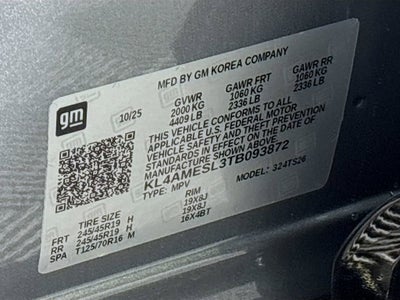 MFD BY GM KOREA COMPANY
gm
10/25 GVWR GAWR FRT GAWR RR
2000 KG 1060 KG 1060 KG
4409 LB 2336 LB 2336 LB
THIS VEHICLE CONFORMS TO ALL
APPLICABLE U.S. FEDERAL MOTOR
VEHICLE SAFETY AND THEFT PREVENTION
STANDARDS IN EFFECT ON THE DATE OF
MANUFACTURE SHOWN ABOVE.
KL4AMESL3TB093872
TYPE: MPV MODEL: 324TS26
TIRE SIZE RIM
FRT 245/45R19 H 19X8J
RR 245/45R19 H 19X8J
SPA T125/70R16 M 16X4BT